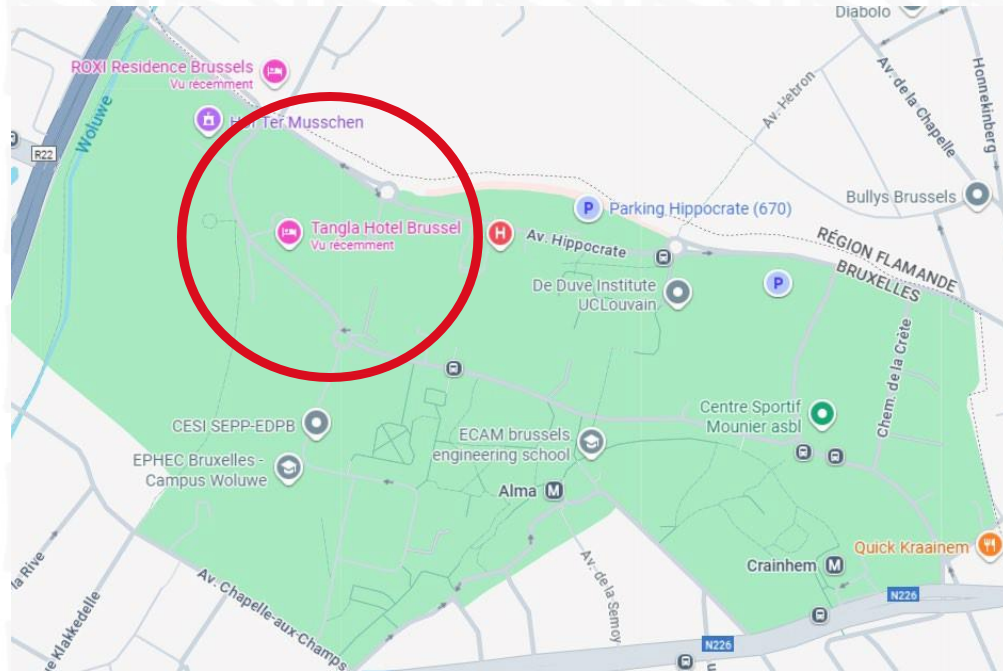 Diabolo
ROXI Residence Brussels
Vu récemment
Hof Ter Musschen
Woluwe
R22
Av. Hebron
Av. de la Chapelle
Honnekinberg
Bullys Brussels
P
Parking Hippocrate (670)
Tangla Hotel Brussel
Vu récemment
H
Av. Hippocrate
RÉGION FLAMANDE
BRUXELLES
De Duve Institute
UCLouvain
P
Chem. de la Crète
Centre Sportif
Mounier asbl
CESI SEPP-EDPB
ECAM brussels
engineering school
EPHEC Bruxelles -
Campus Woluwe
Alma M
Quick Kraainem
Crainhem M
la Rive
Av. Chapelle-aux-Champs
Av. de la Semoy
N226
N226
Klakkedelle